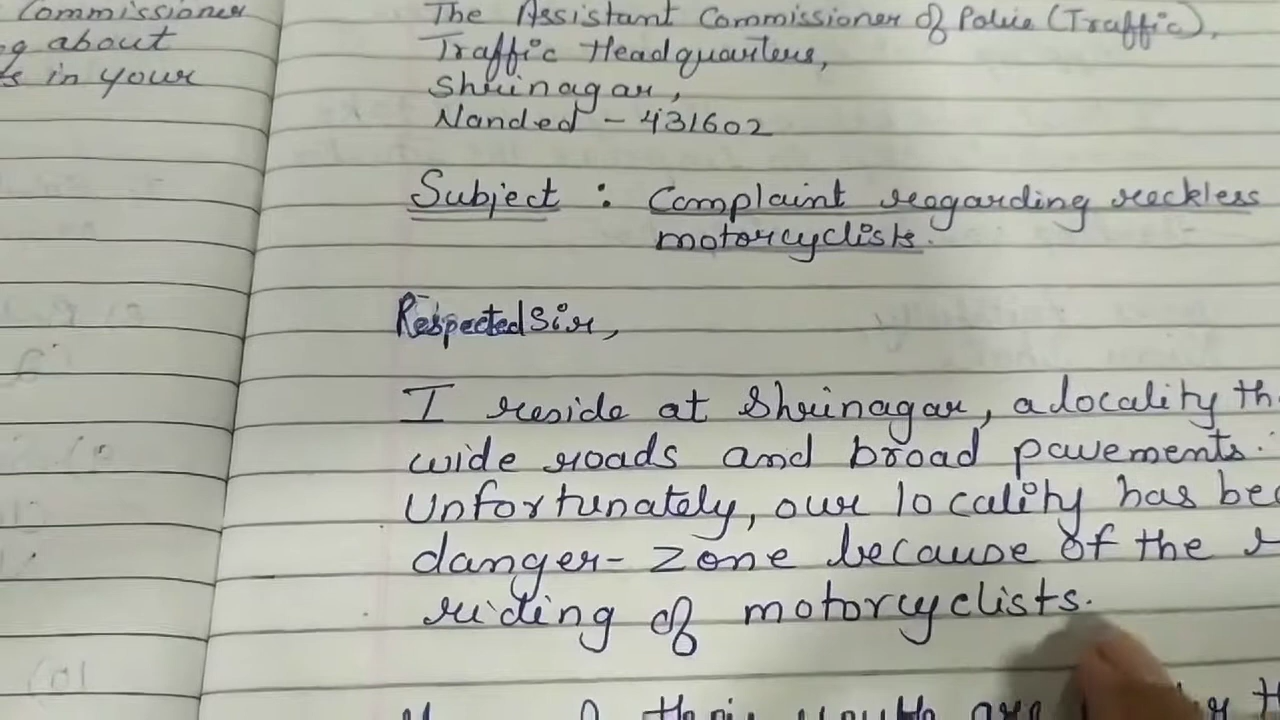 Commissioner
g about
s in your
The Assistant Commissioner of Police (Traffic),
Traffic Headquarters,
Shrinagar,
Nanded - 431602
Subject : Complaint regarding reckless
motorcyclists.
Respected Sir,
I reside at Shrinagar, a locality th
wide roads and broad pavements.
Unfortunately, our locality has bec
danger-zone because of the r
riding of motorcyclists.